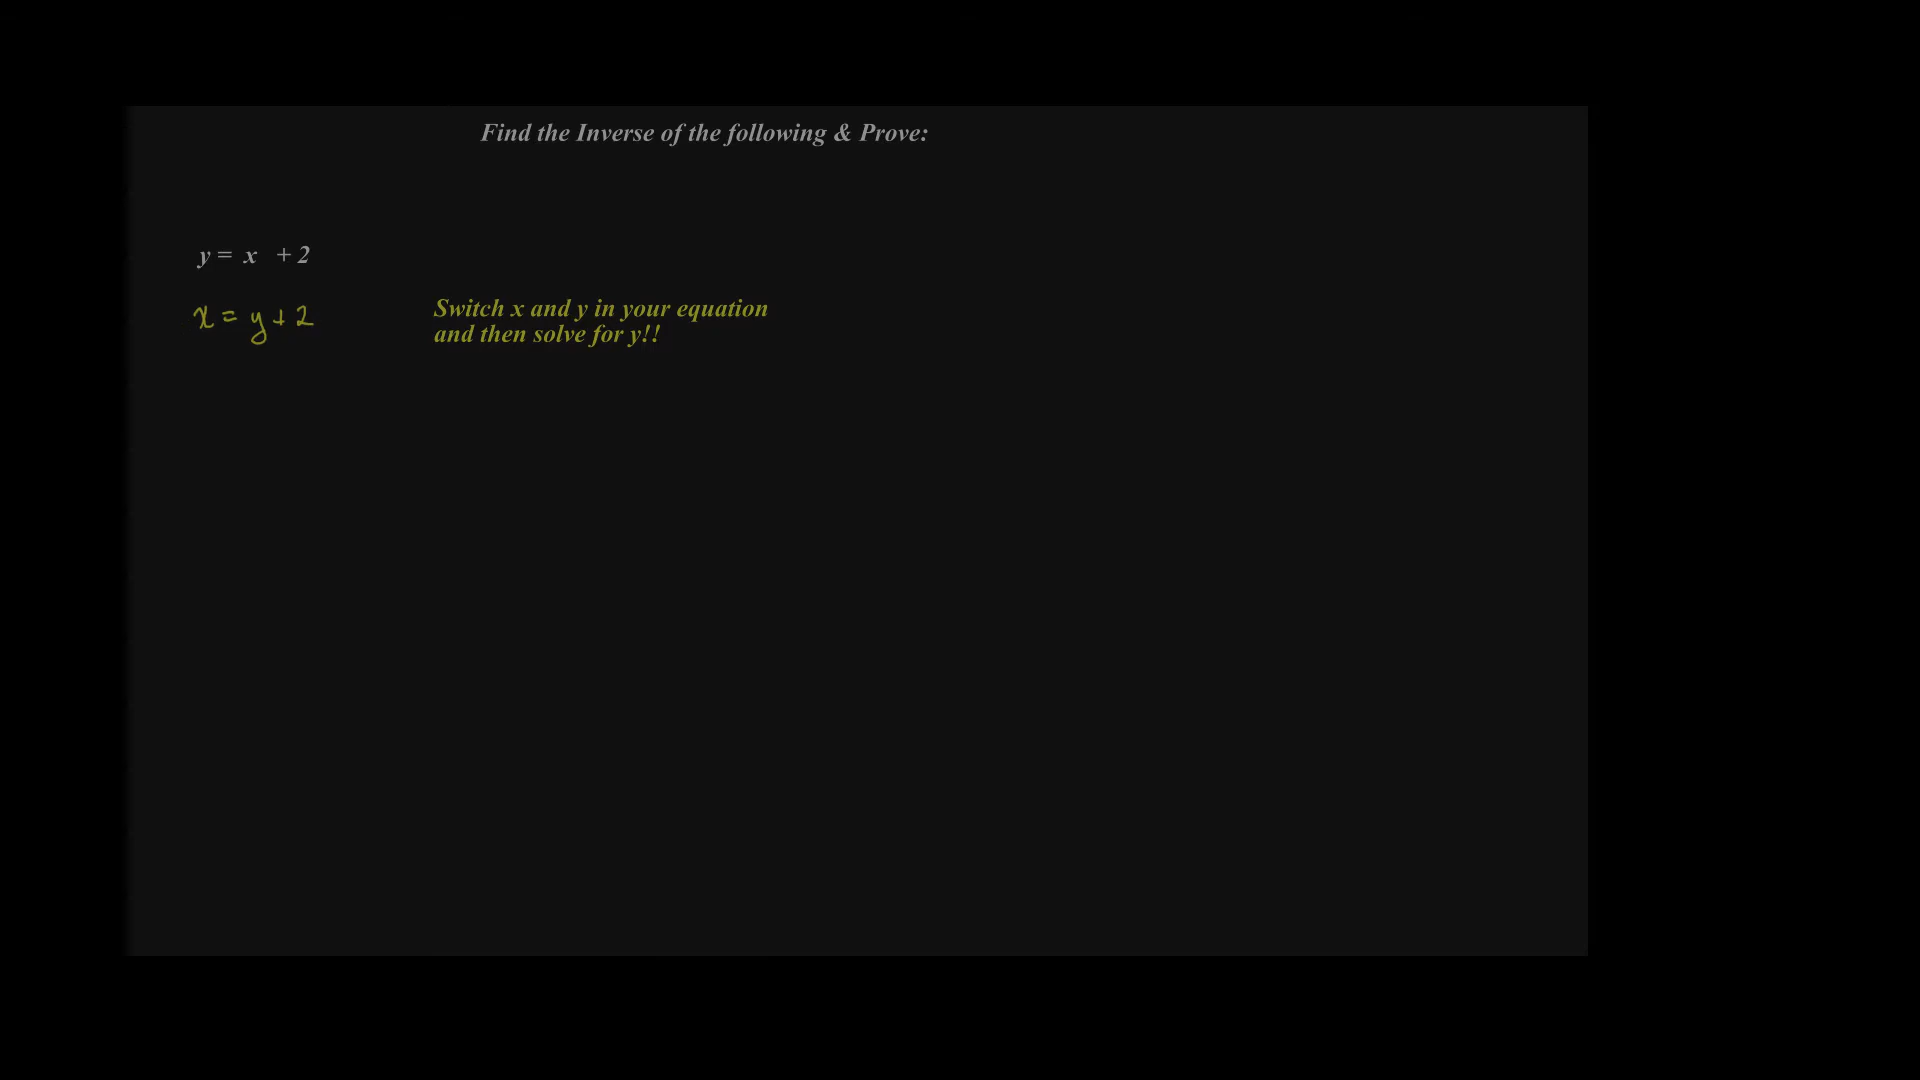 Find the Inverse of the following & Prove:
y = x + 2
x = y + 2
Switch x and y in your equation
and then solve for y!!